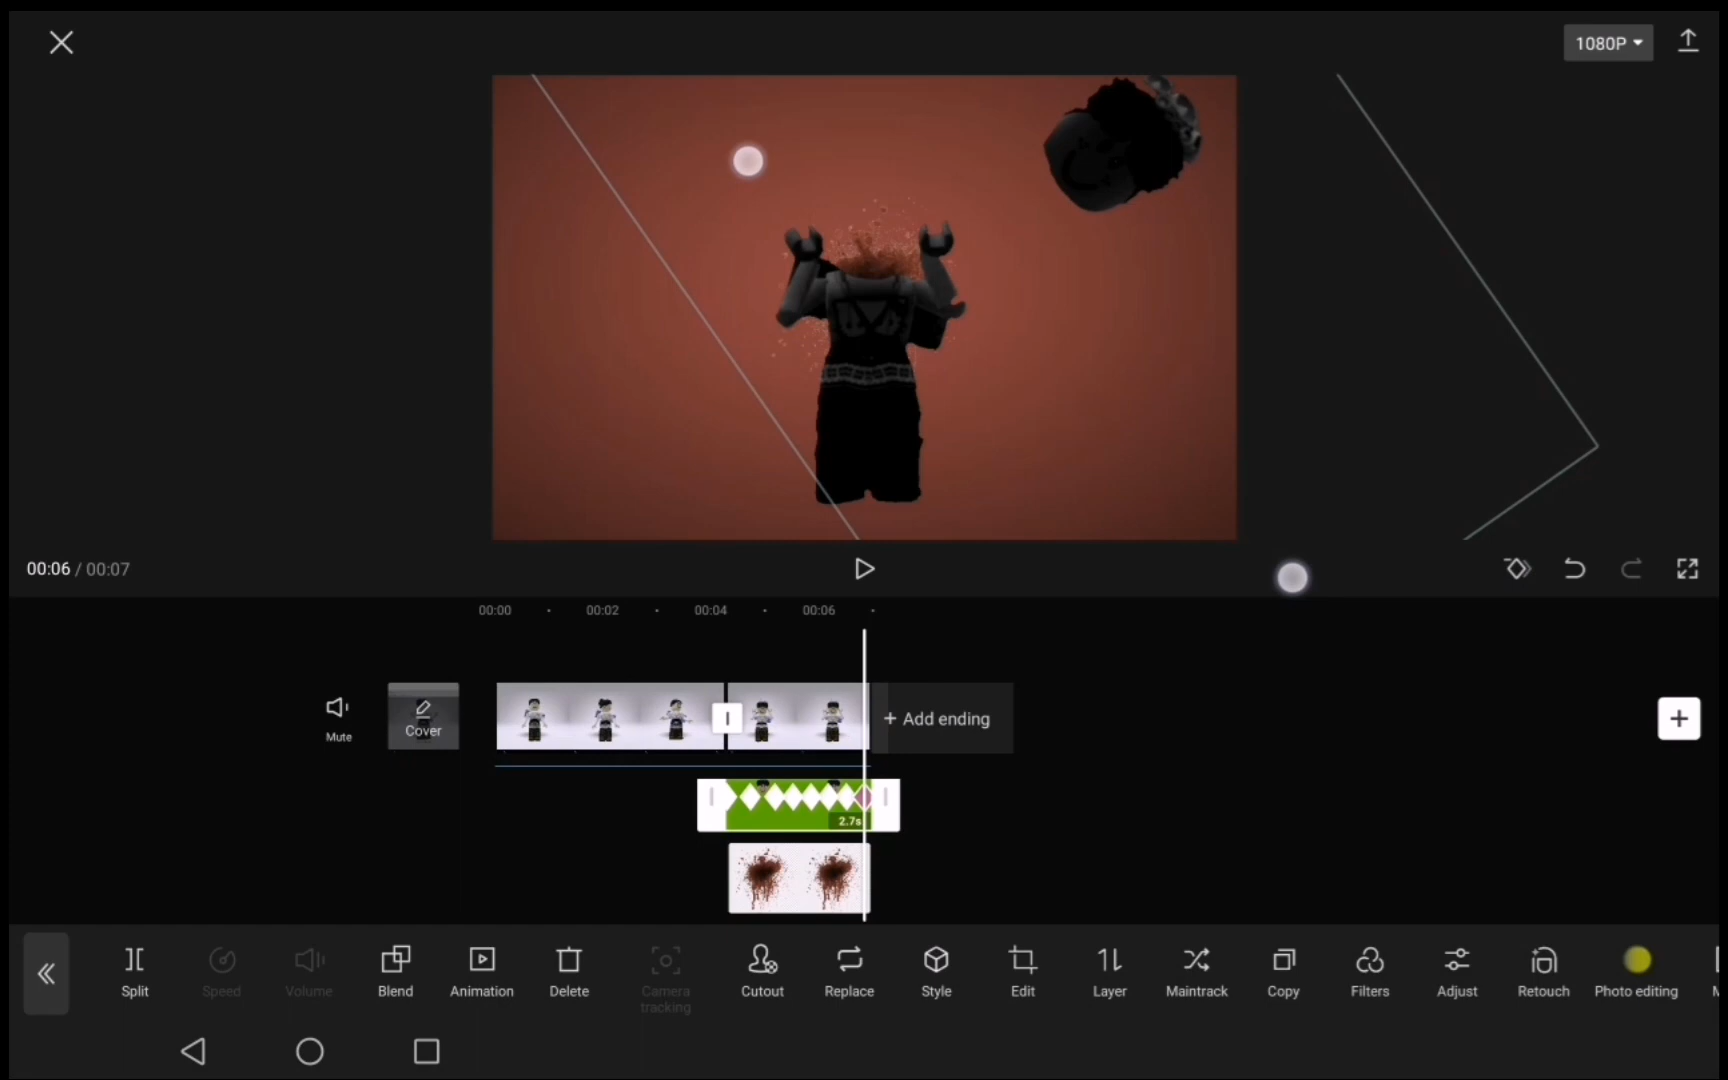 1080P
00:06 / 00:07
00:00
00:02
00:04
00:06
Mute
Cover
+ Add ending
2.7s
Split
Speed
Volume
Blend
Animation
Delete
Camera
tracking
Cutout
Replace
Style
Edit
Layer
Maintrack
Copy
Filters
Adjust
Retouch
Photo editing